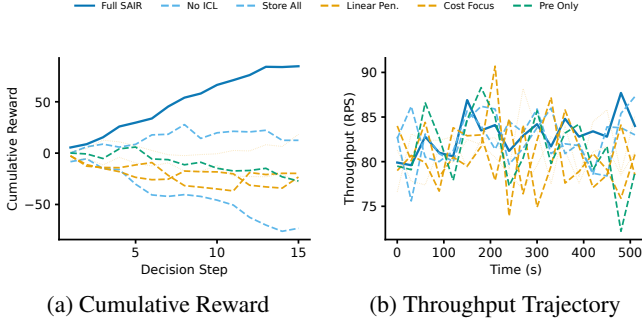 Full SAIR No ICL Store All Linear Pen. Cost Focus Pre Only
Cumulative Reward
50
0
−50
5 10 15
Decision Step
Throughput (RPS)
90
85
80
75
0 100 200 300 400 500
Time (s)
(a) Cumulative Reward
(b) Throughput Trajectory